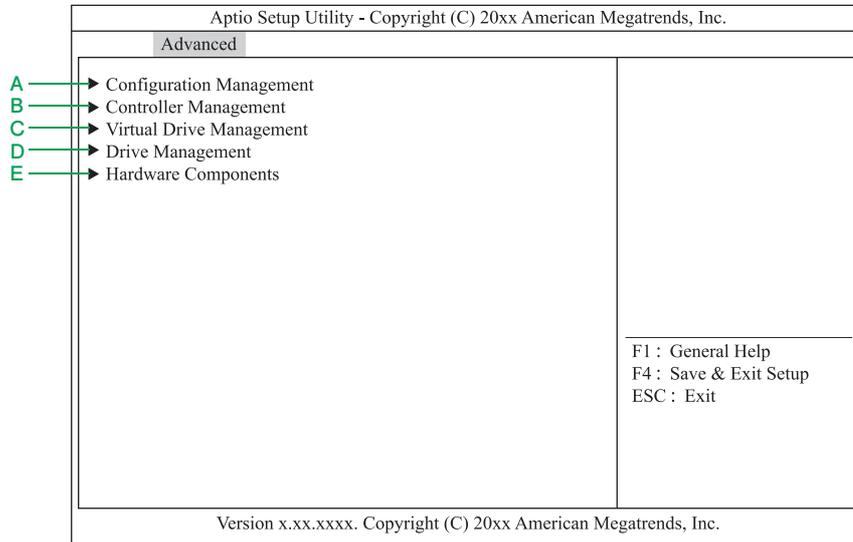 Aptio Setup Utility - Copyright (C) 20xx American Megatrends, Inc.
Advanced
A ▶ Configuration Management
B ▶ Controller Management
C ▶ Virtual Drive Management
D ▶ Drive Management
E ▶ Hardware Components
F1 : General Help
F4 : Save & Exit Setup
ESC : Exit
Version x.xx.xxxx. Copyright (C) 20xx American Megatrends, Inc.